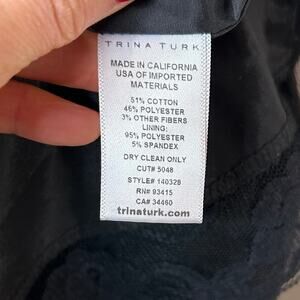 TRINA TURK
MADE IN CALIFORNIA
USA OF IMPORTED
MATERIALS
51% COTTON
46% POLYESTER
3% OTHER FIBERS
LINING:
95% POLYESTER
5% SPANDEX
DRY CLEAN ONLY
CUT# 5048
STYLE# 140328
RN# 93415
CA# 34460
trinaturk.com